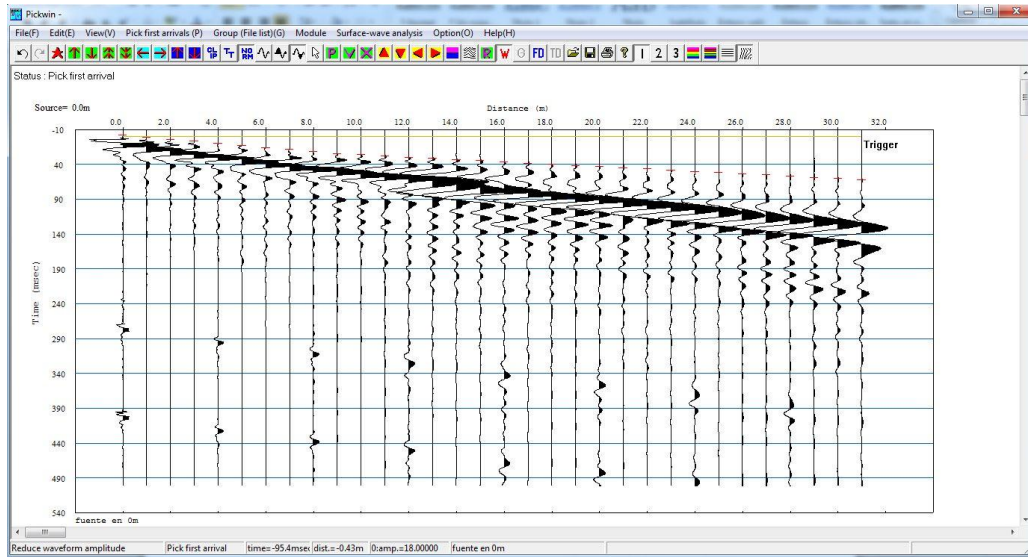 Pickwin -
File(F) Edit(E) View(V) Pick first arrivals (P) Group (File list)(G) Module Surface-wave analysis Option(O) Help(H)
CL IP TT NO RM P W FD TD 1 2 3
Status : Pick first arrival
Source= 0.0m
Distance (m)
0.0 2.0 4.0 6.0 8.0 10.0 12.0 14.0 16.0 18.0 20.0 22.0 24.0 26.0 28.0 30.0 32.0
-10
Trigger
40
90
140
190
Time (msec)
240
290
340
390
440
490
540
fuente en 0m
Reduce waveform amplitude Pick first arrival time=-95.4msec dist.=-0.43m 0:amp.=18.00000 fuente en 0m